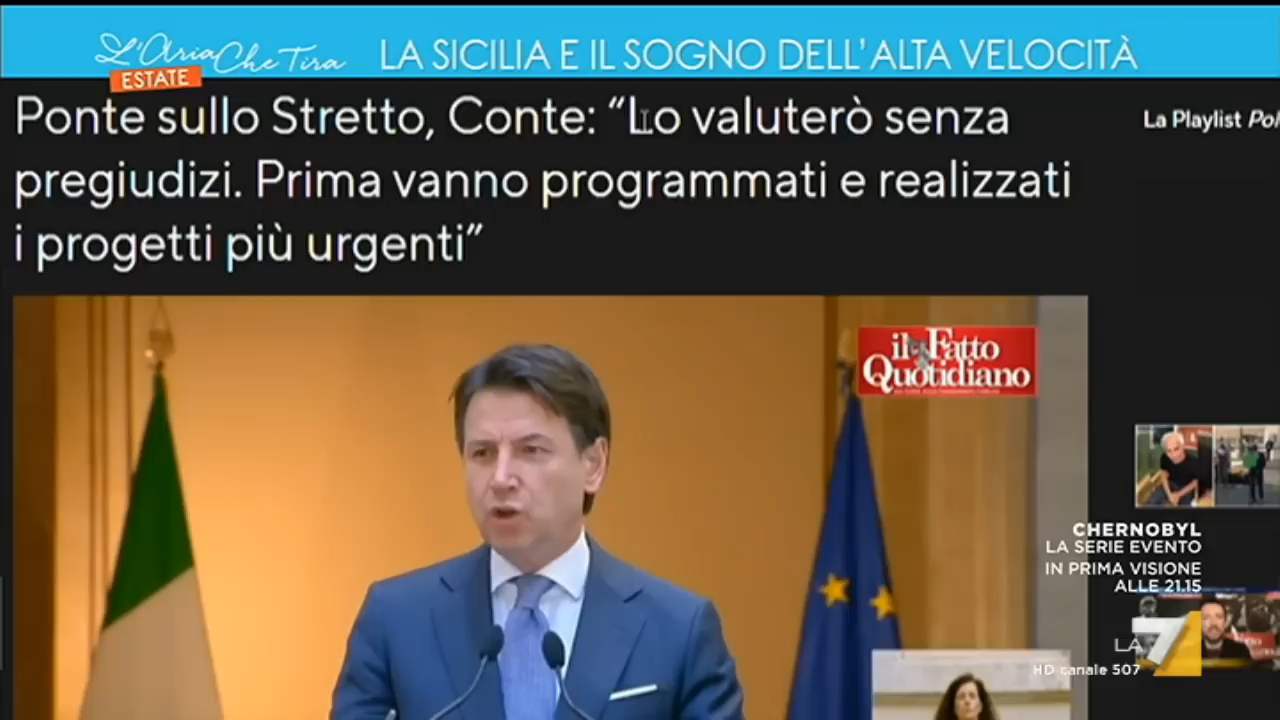 L'Aria Che Tira
ESTATE
LA SICILIA E IL SOGNO DELL'ALTA VELOCITÀ
Ponte sullo Stretto, Conte: “Lo valuterò senza
pregiudizi. Prima vanno programmati e realizzati
i progetti più urgenti”
La Playlist Pol
il Fatto
Quotidiano
CHERNOBYL
LA SERIE EVENTO
IN PRIMA VISIONE
ALLE 21.15
LA7
HD canale 507